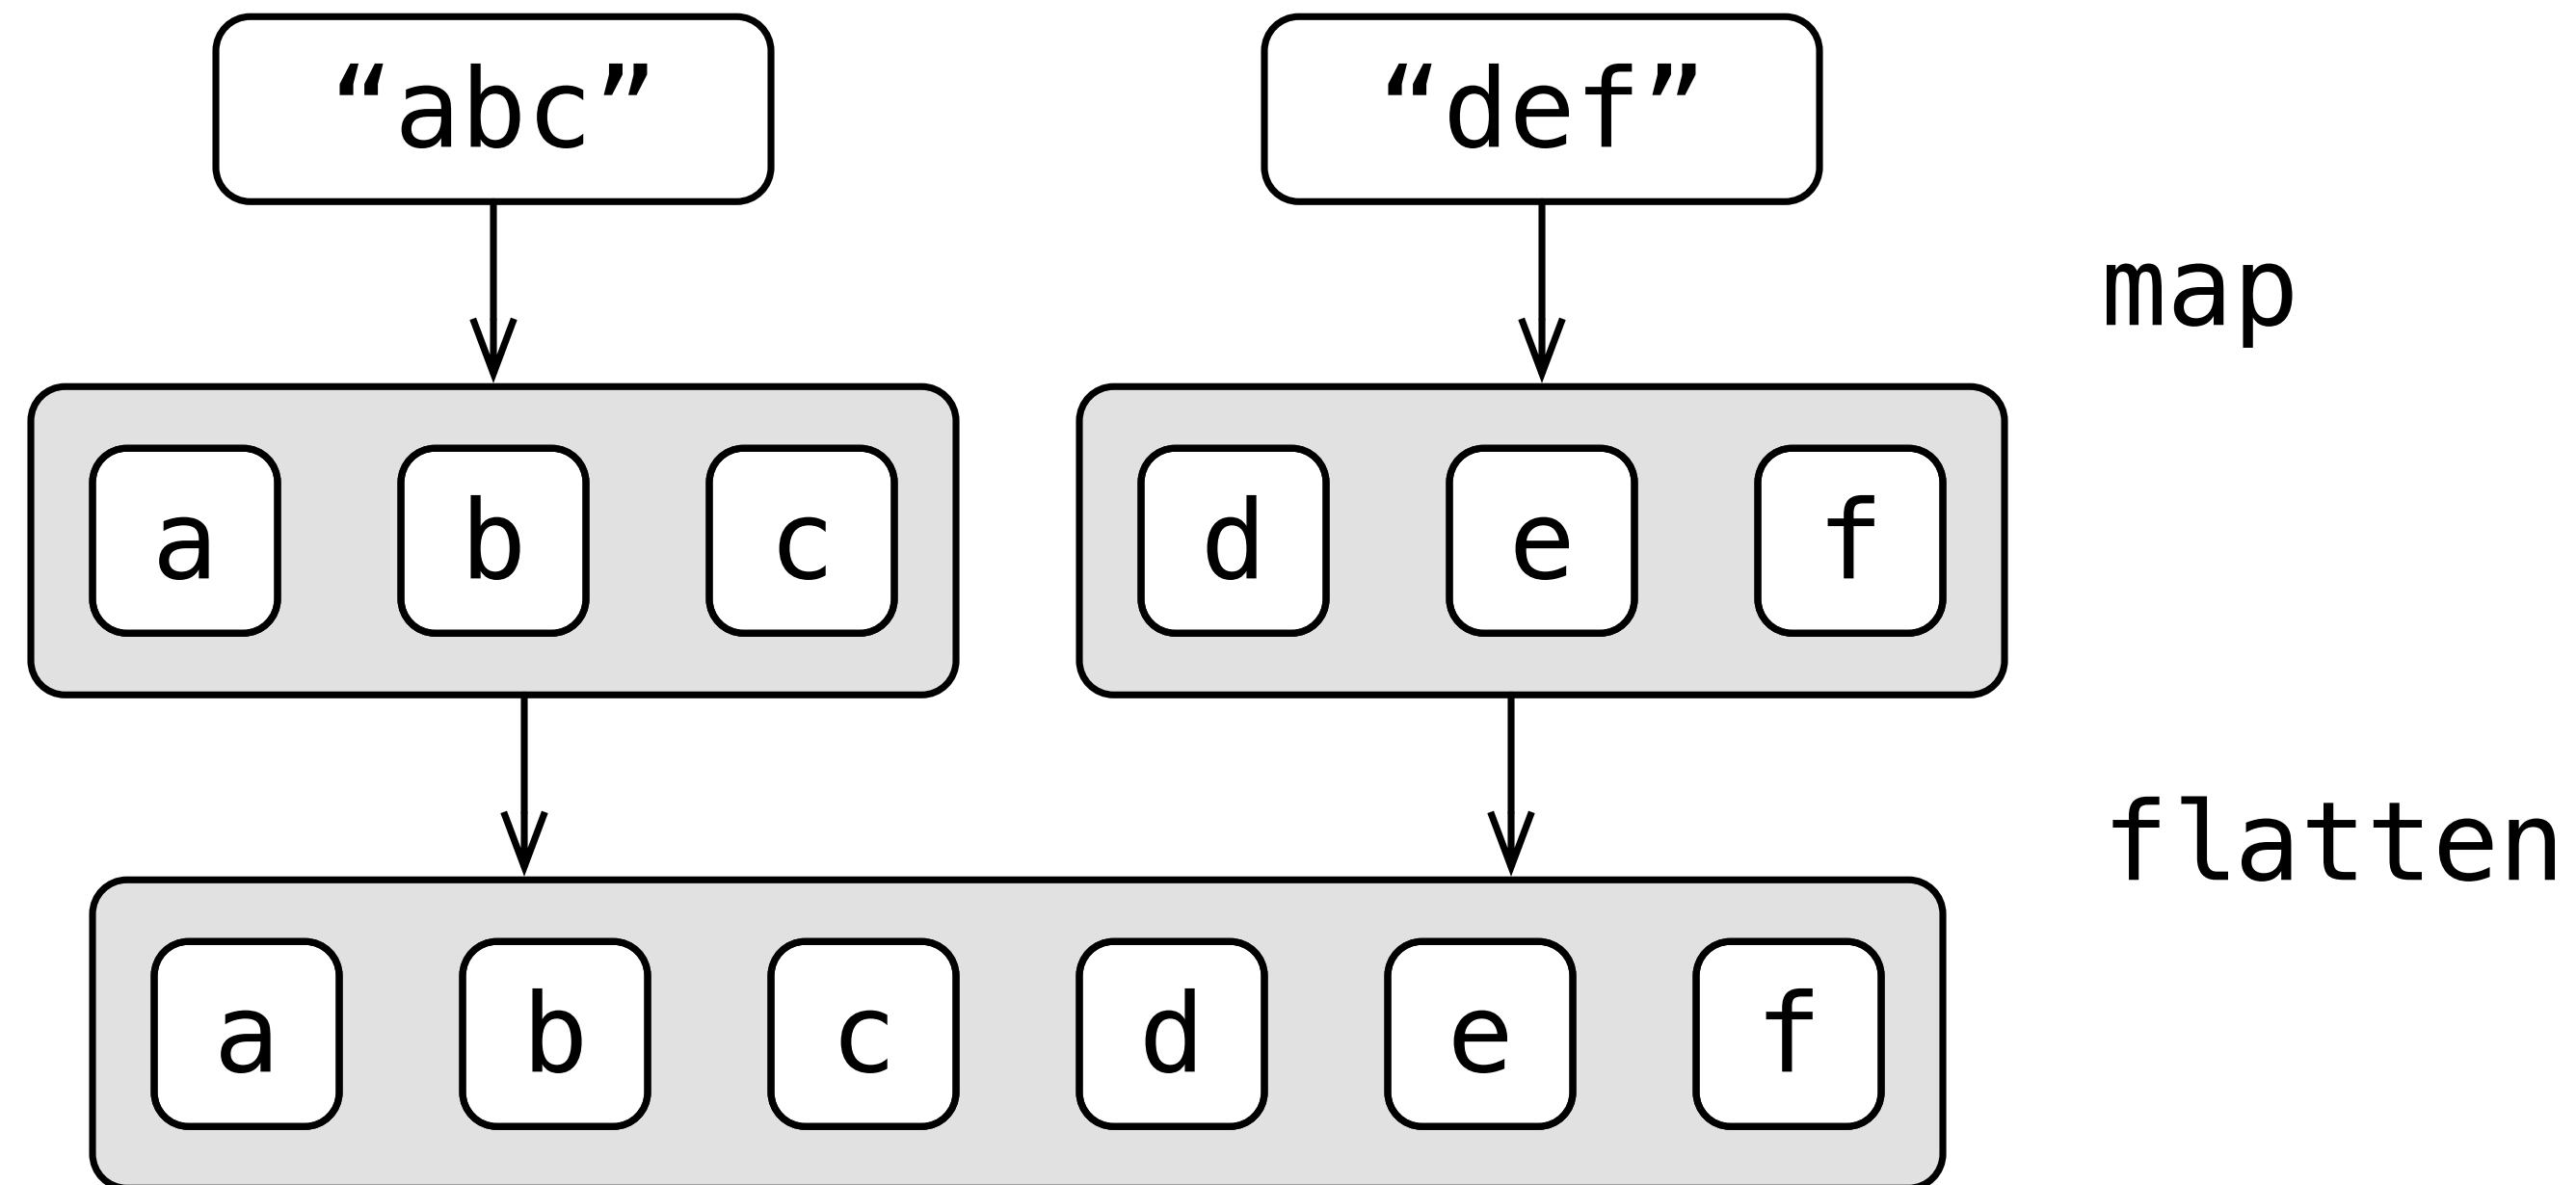 “abc” “def”
map
a b c d e f
flatten
a b c d e f